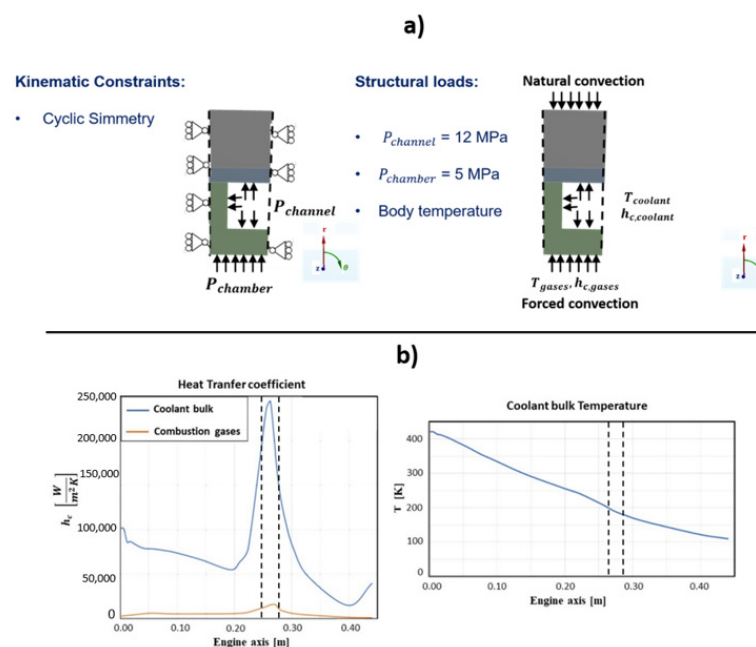 a)
Kinematic Constraints:
• Cyclic Simmetry
P_channel
P_chamber
r
z
θ
Structural loads:
• P_channel = 12 MPa
• P_chamber = 5 MPa
• Body temperature
Natural convection
T_coolant
h_c,coolant
T_gases, h_c,gases
Forced convection
r
z
b)
Heat Tranfer coefficient
Coolant bulk
Combustion gases
250,000
200,000
150,000
100,000
50,000
0
h_c [W/m²K]
0.00 0.10 0.20 0.30 0.40
Engine axis [m]
Coolant bulk Temperature
400
300
200
100
0
T [K]
0.00 0.10 0.20 0.30 0.40
Engine axis [m]